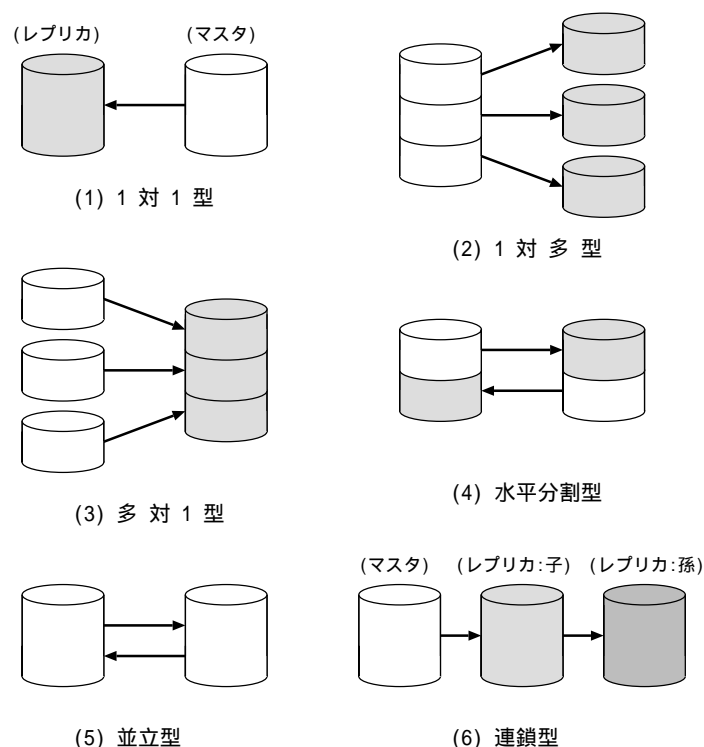 (レプリカ) (マスタ)
(1) 1 対 1 型
(2) 1 対 多 型
(3) 多 対 1 型
(4) 水平分割型
(マスタ) (レプリカ:子) (レプリカ:孫)
(5) 並立型
(6) 連鎖型